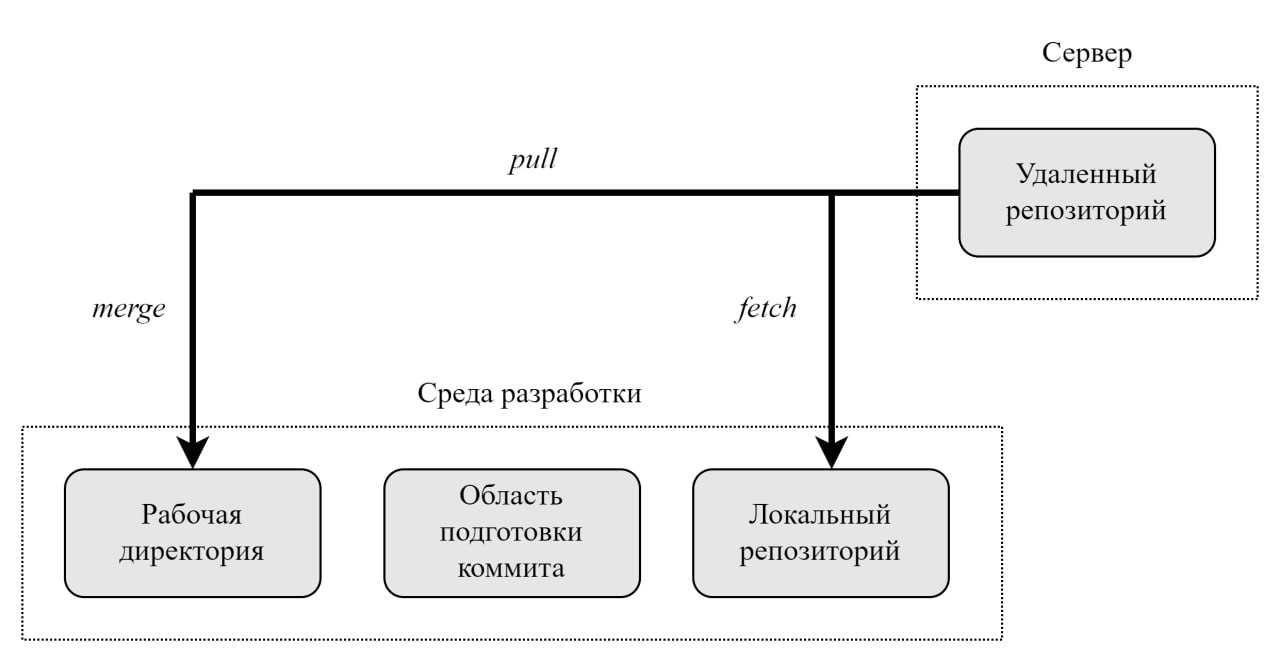 Сервер
Удаленный
репозиторий
pull
merge
fetch
Среда разработки
Рабочая
директория
Область
подготовки
коммита
Локальный
репозиторий